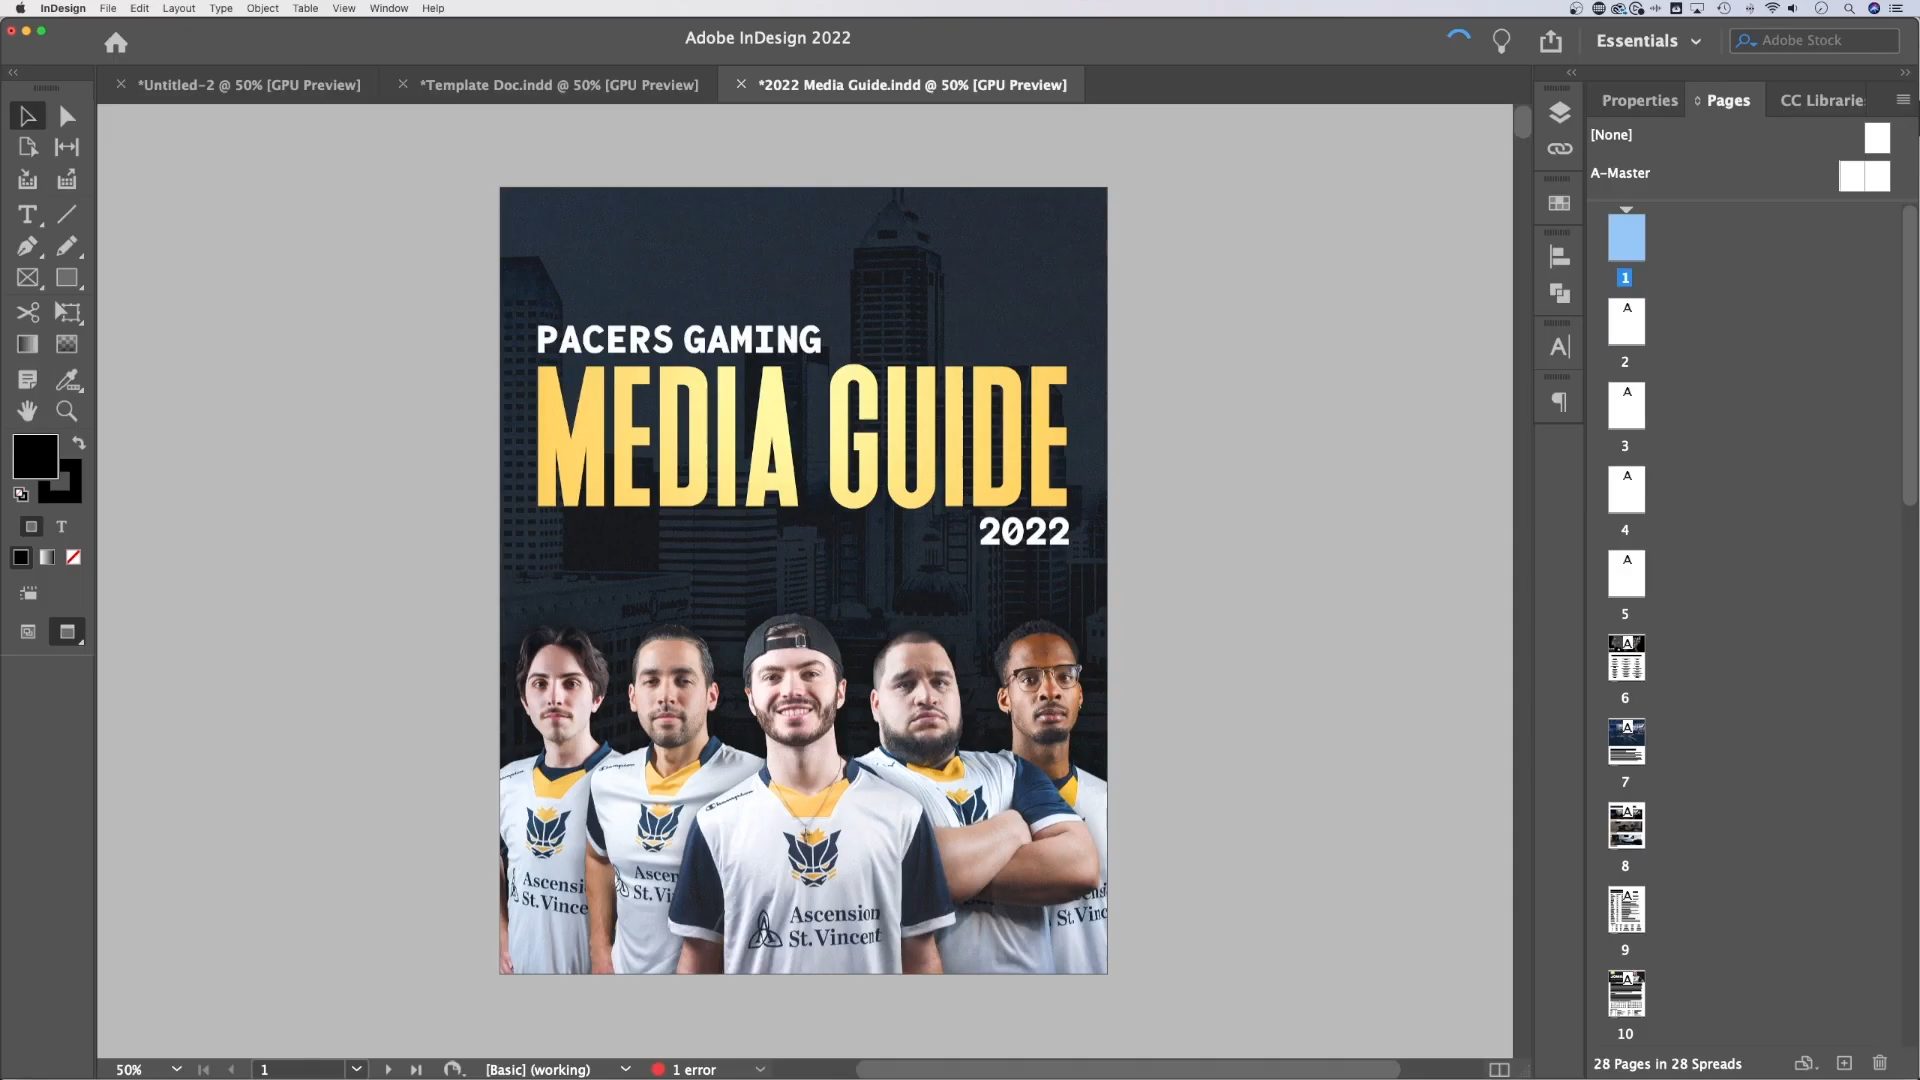 InDesign File Edit Layout Type Object Table View Window Help
Adobe InDesign 2022
Essentials
Adobe Stock
*Untitled-2 @ 50% [GPU Preview]
*Template Doc.indd @ 50% [GPU Preview]
*2022 Media Guide.indd @ 50% [GPU Preview]
Properties
Pages
CC Librarie
[None]
A-Master
PACERS GAMING
MEDIA GUIDE
2022
Champion
Ascension
St.Vincent
1
A
2
A
3
A
4
A
5
A
6
A
7
A
8
A
9
A
10
50%
1
[Basic] (working)
1 error
28 Pages in 28 Spreads